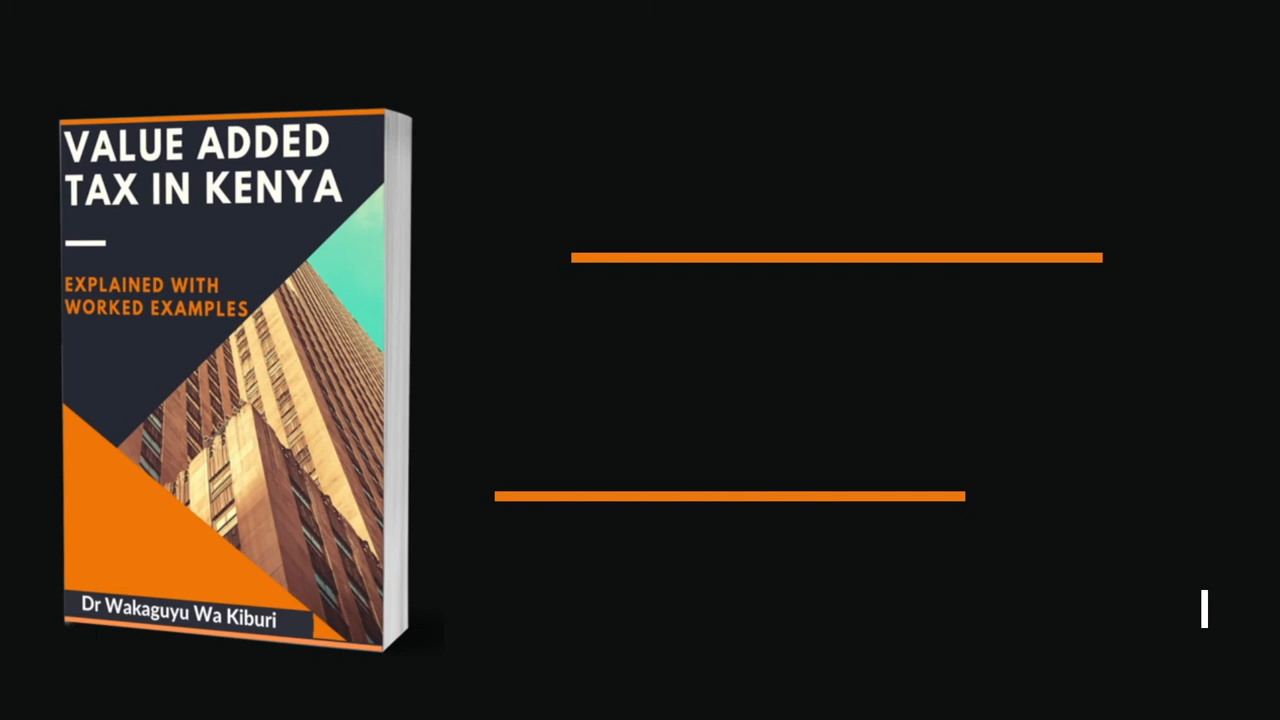 VALUE ADDED
TAX IN KENYA
EXPLAINED WITH
WORKED EXAMPLES
Dr Wakaguyu Wa Kiburi